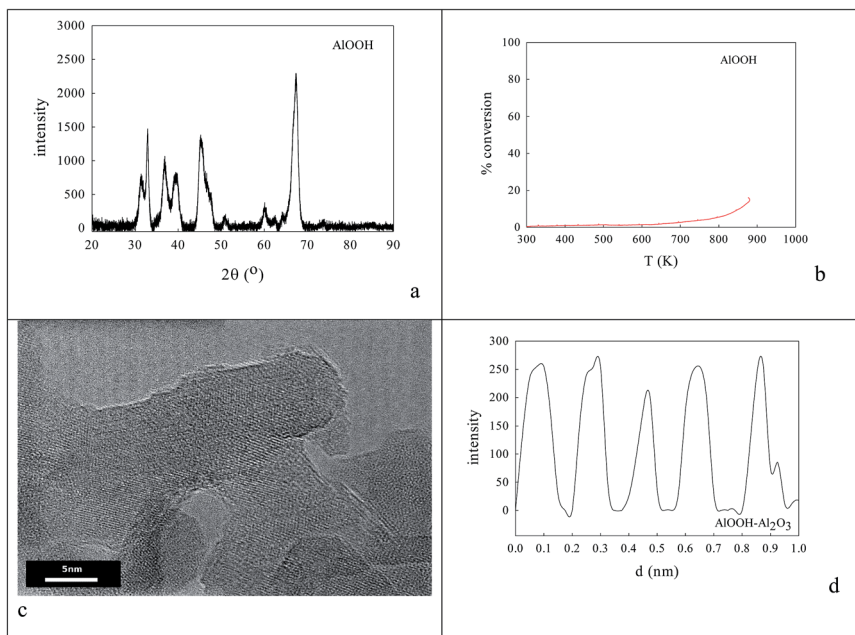 3000
2500
2000
1500
1000
500
0
intensity
AlOOH
20 30 40 50 60 70 80 90
2θ (°)
a
100
80
60
40
20
0
% conversion
AlOOH
300 400 500 600 700 800 900 1000
T (K)
b
5nm
c
300
250
200
150
100
50
0
intensity
AlOOH-Al2O3
0.0 0.1 0.2 0.3 0.4 0.5 0.6 0.7 0.8 0.9 1.0
d (nm)
d